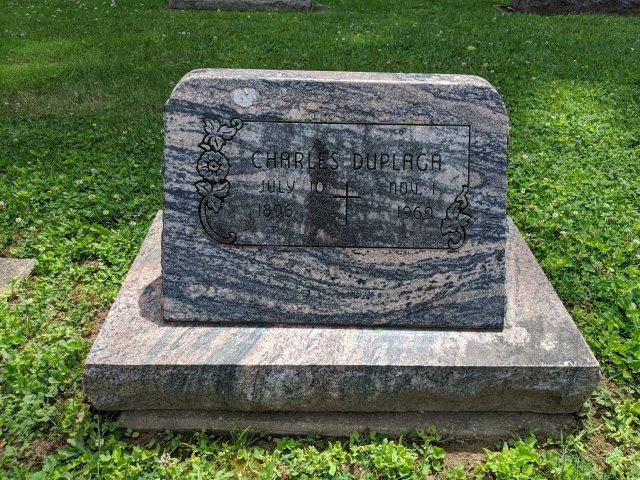 CHARLES DUPLAGA
JULY 10 NOV. 1
1896 1969